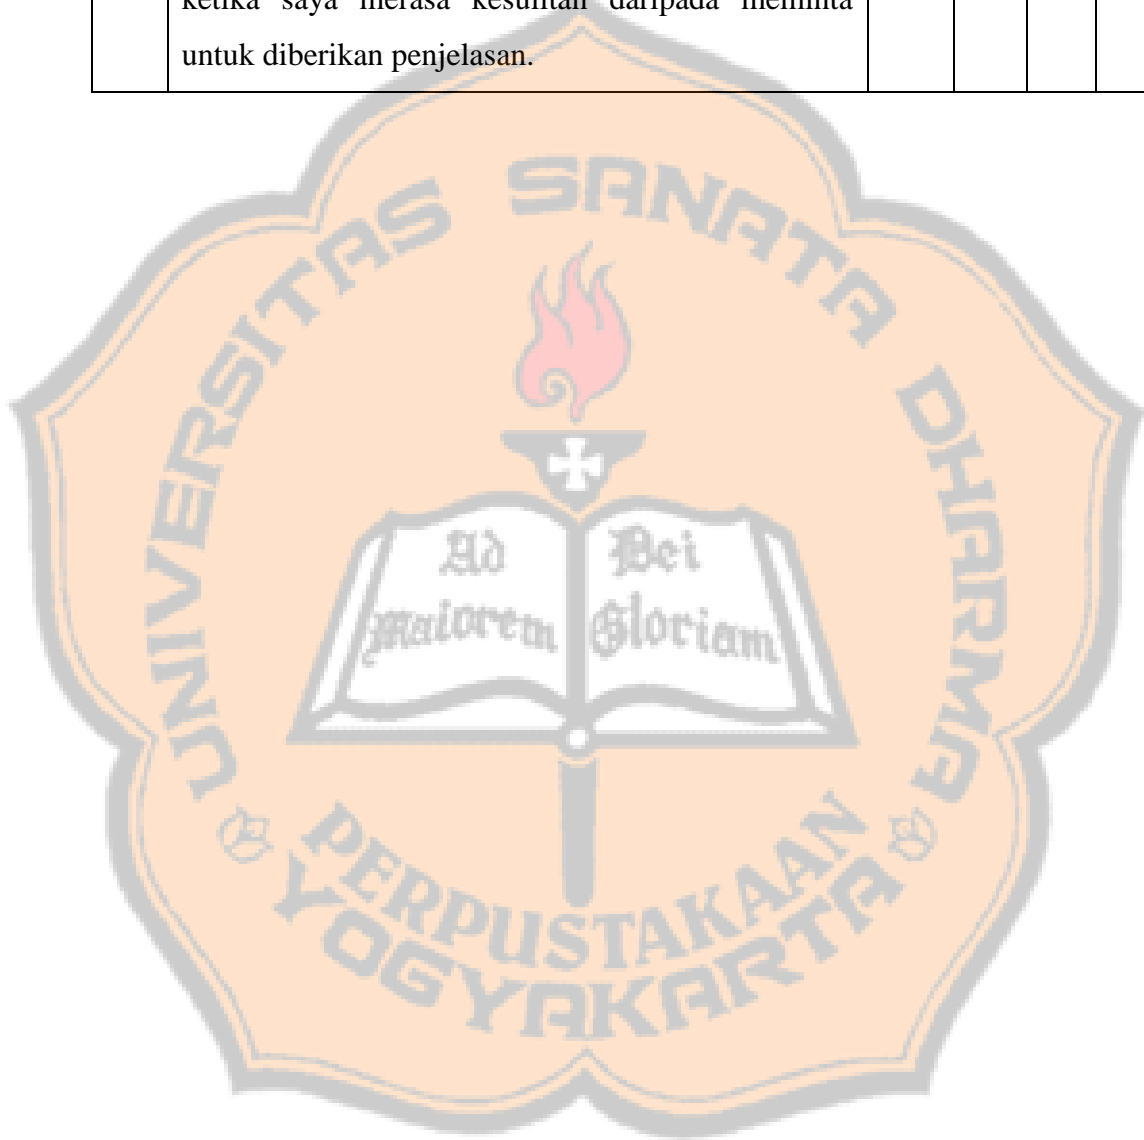 ketika saya merasa kesulitan daripada meminta
untuk diberikan penjelasan.
UNIVERSITAS SANATA DHARMA
Ad Dei
Maiorem Gloriam
PERPUSTAKAAN
YOGYAKARTA